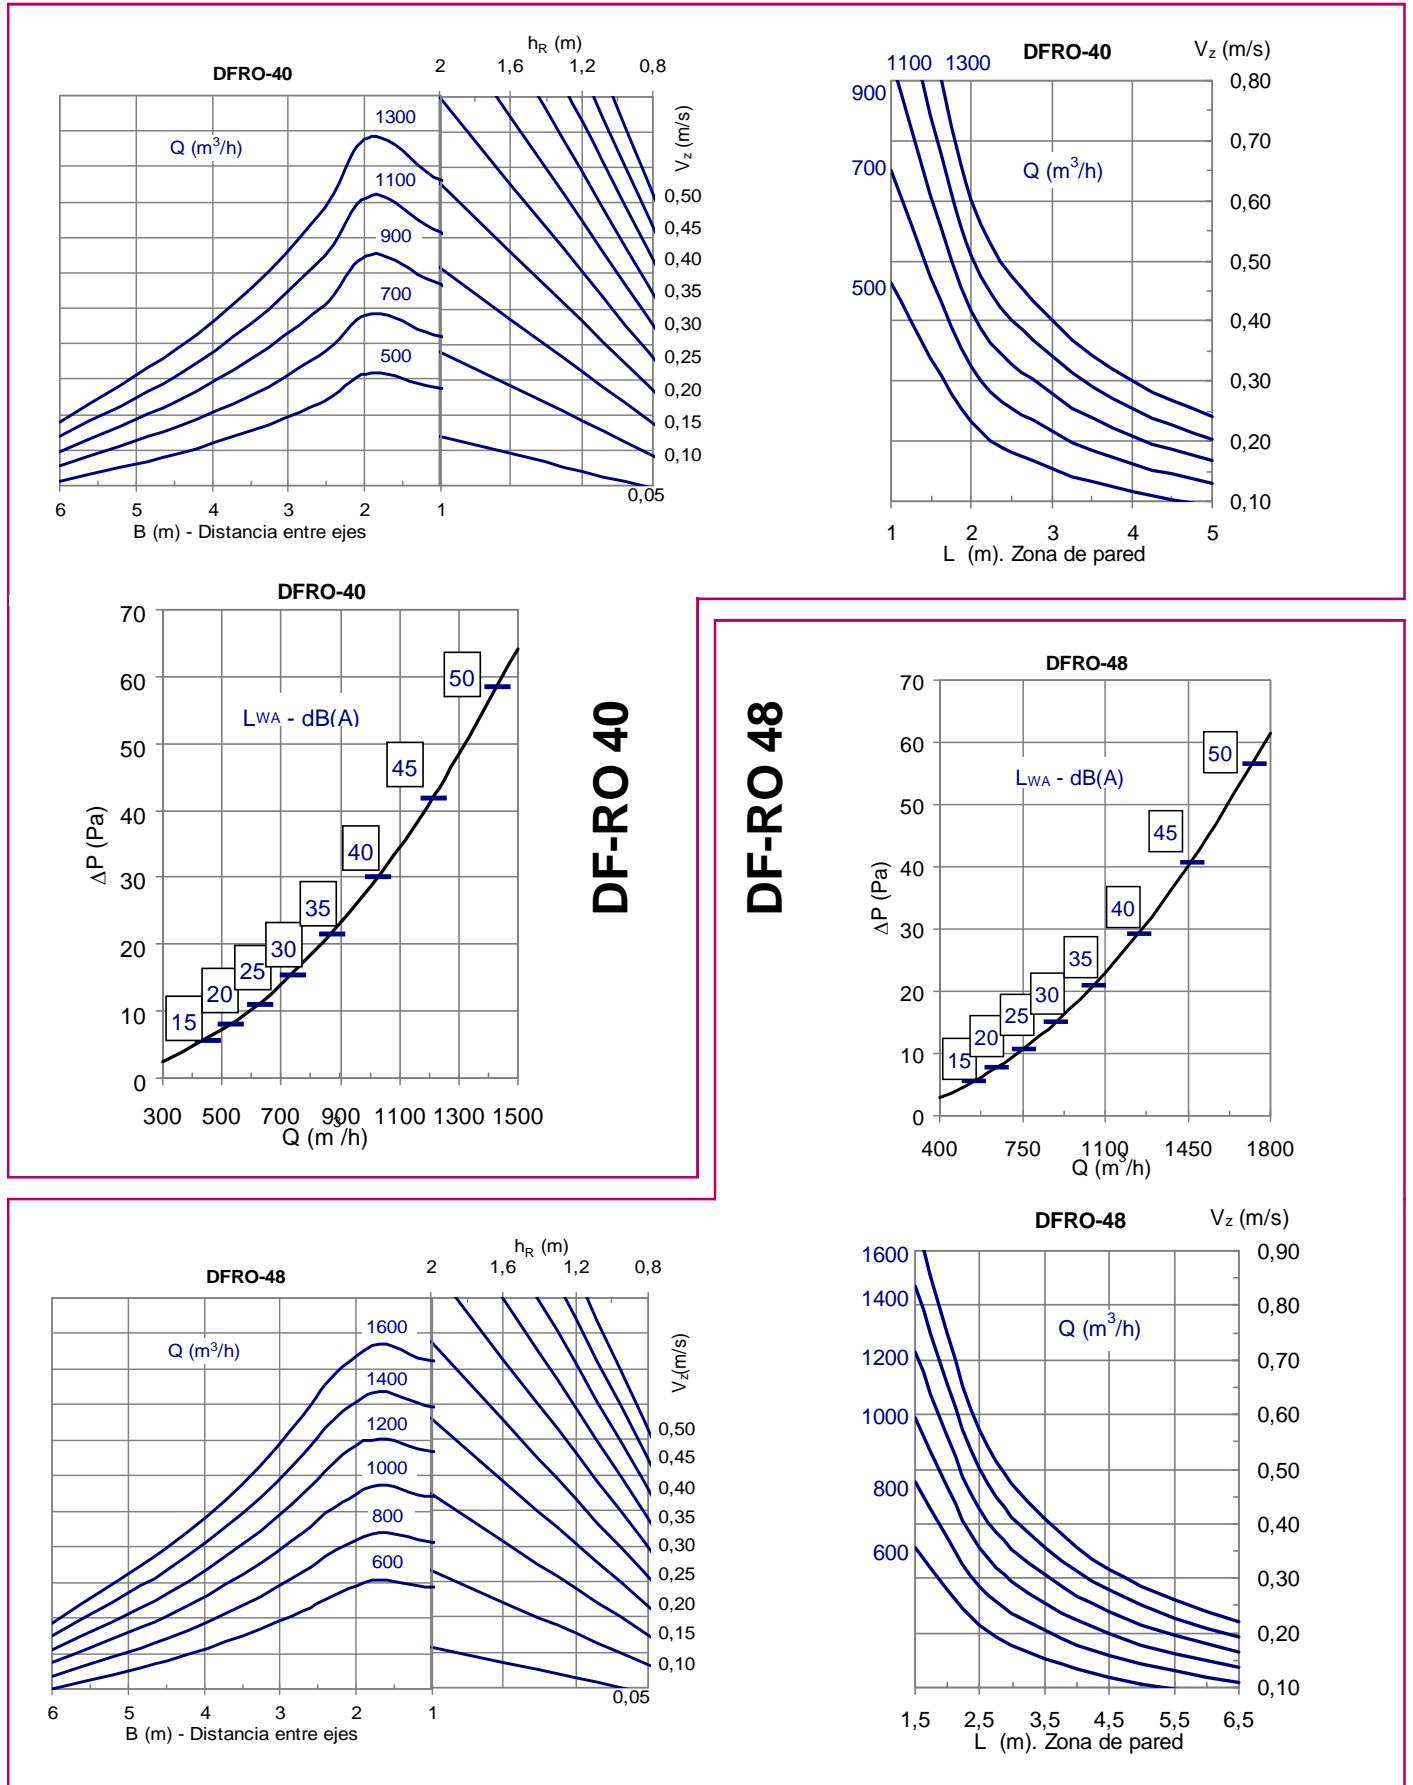 DFRO-40
h_R (m)
2 1,6 1,2 0,8
Q (m³/h)
1300
1100
900
700
500
V_z (m/s)
0,50
0,45
0,40
0,35
0,30
0,25
0,20
0,15
0,10
0,05
6 5 4 3 2 1
B (m) - Distancia entre ejes
DFRO-40
V_z (m/s)
1100 1300
900
700
500
Q (m³/h)
0,80
0,70
0,60
0,50
0,40
0,30
0,20
0,10
1 2 3 4 5
L (m). Zona de pared
DFRO-40
70
60
50
40
30
20
10
0
ΔP (Pa)
LWA - dB(A)
50
45
40
35
30
25
20
15
300 500 700 900 1100 1300 1500
Q (m³/h)
DF-RO 40
DF-RO 48
DFRO-48
70
60
50
40
30
20
10
0
ΔP (Pa)
LWA - dB(A)
50
45
40
35
30
25
20
15
400 750 1100 1450 1800
Q (m³/h)
DFRO-48
h_R (m)
2 1,6 1,2 0,8
Q (m³/h)
1600
1400
1200
1000
800
600
V_z(m/s)
0,50
0,45
0,40
0,35
0,30
0,25
0,20
0,15
0,10
0,05
6 5 4 3 2 1
B (m) - Distancia entre ejes
DFRO-48
V_z (m/s)
1600
1400
1200
1000
800
600
Q (m³/h)
0,90
0,80
0,70
0,60
0,50
0,40
0,30
0,20
0,10
1,5 2,5 3,5 4,5 5,5 6,5
L (m). Zona de pared